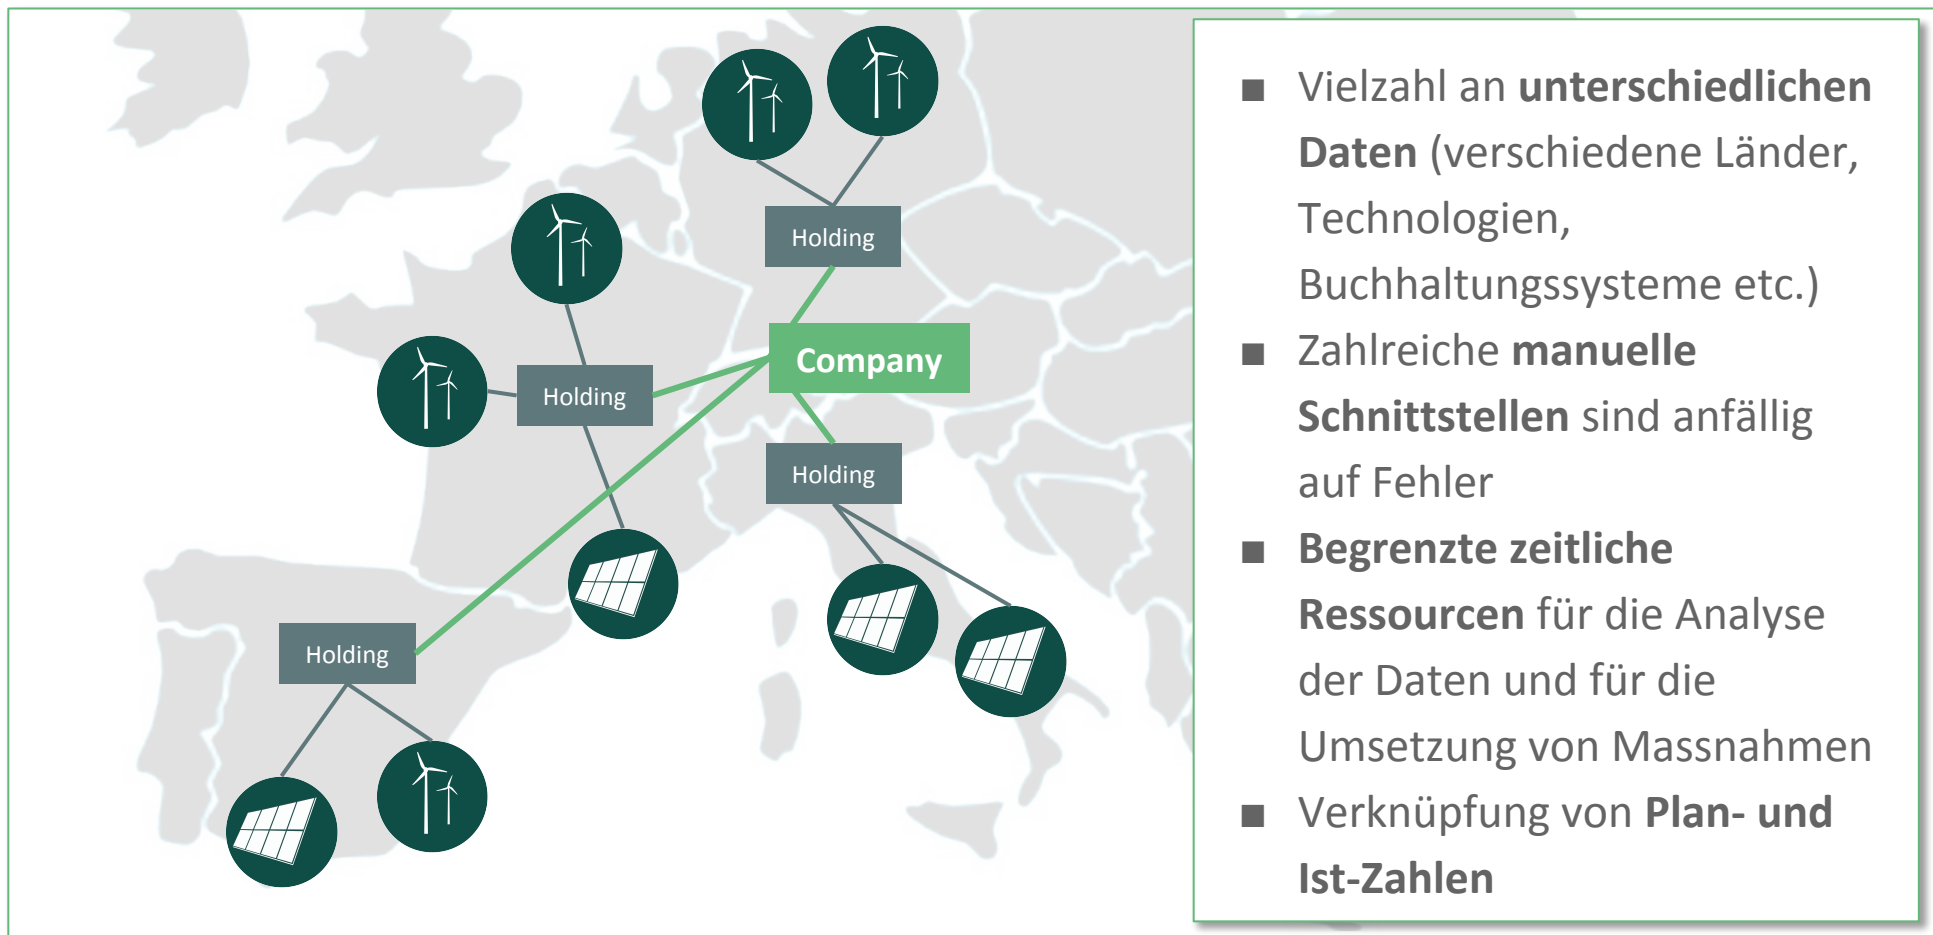 Holding
Company
Holding
Holding
Holding
■ Vielzahl an unterschiedlichen
Daten (verschiedene Länder,
Technologien,
Buchhaltungssysteme etc.)
■ Zahlreiche manuelle
Schnittstellen sind anfällig
auf Fehler
■ Begrenzte zeitliche
Ressourcen für die Analyse
der Daten und für die
Umsetzung von Massnahmen
■ Verknüpfung von Plan- und
Ist-Zahlen